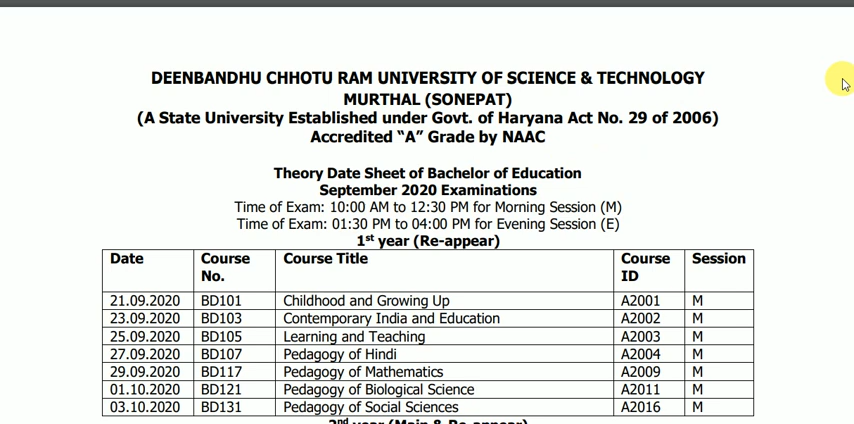 DEENBANDHU CHHOTU RAM UNIVERSITY OF SCIENCE & TECHNOLOGY
MURTHAL (SONEPAT)
(A State University Established under Govt. of Haryana Act No. 29 of 2006)
Accredited “A” Grade by NAAC
Theory Date Sheet of Bachelor of Education
September 2020 Examinations
Time of Exam: 10:00 AM to 12:30 PM for Morning Session (M)
Time of Exam: 01:30 PM to 04:00 PM for Evening Session (E)
1st year (Re-appear)
Date Course No. Course Title Course ID Session
21.09.2020 BD101 Childhood and Growing Up A2001 M
23.09.2020 BD103 Contemporary India and Education A2002 M
25.09.2020 BD105 Learning and Teaching A2003 M
27.09.2020 BD107 Pedagogy of Hindi A2004 M
29.09.2020 BD117 Pedagogy of Mathematics A2009 M
01.10.2020 BD121 Pedagogy of Biological Science A2011 M
03.10.2020 BD131 Pedagogy of Social Sciences A2016 M
2nd year (Main & Re-appear)